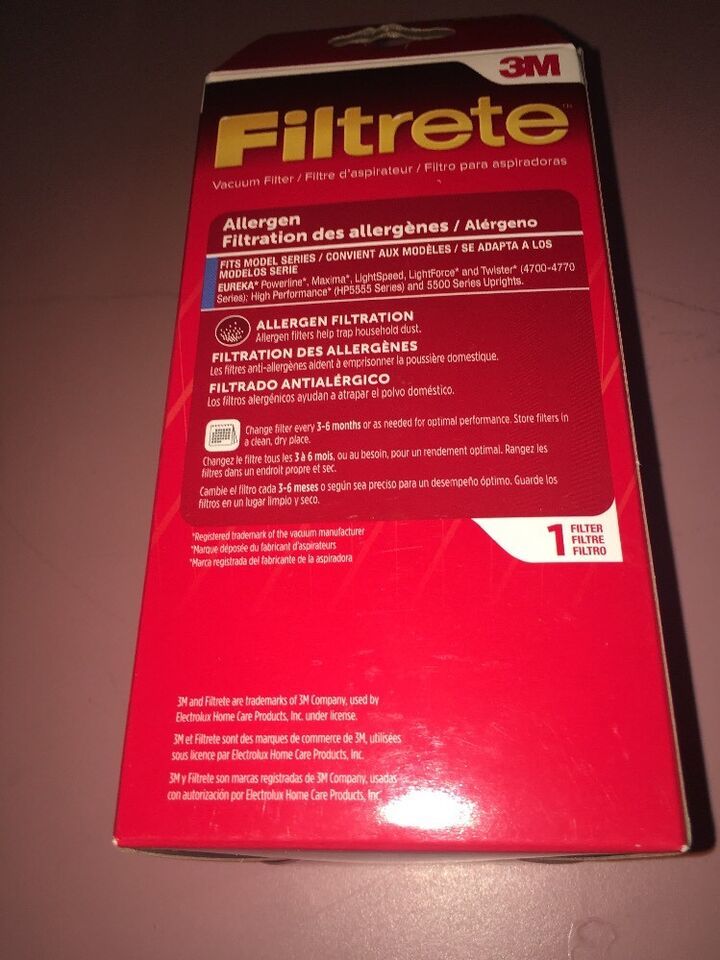 3M
Filtrete™
Vacuum Filter / Filtre d'aspirateur / Filtro para aspiradoras
Allergen
Filtration des allergènes / Alérgeno
FITS MODEL SERIES / CONVIENT AUX MODÈLES / SE ADAPTA A LOS
MODELOS SERIE
EUREKA* Powerline*, Maxima*, LightSpeed, LightForce* and Twister* (4700-4770
Series); High Performance* (HP5555 Series) and 5500 Series Uprights.
ALLERGEN FILTRATION
Allergen filters help trap household dust.
FILTRATION DES ALLERGÈNES
Les filtres anti-allergènes aident à emprisonner la poussière domestique.
FILTRADO ANTIALÉRGICO
Los filtros alergénicos ayudan a atrapar el polvo doméstico.
Change filter every 3-6 months or as needed for optimal performance. Store filters in
a clean, dry place.
Changez le filtre tous les 3 à 6 mois, ou au besoin, pour un rendement optimal. Rangez les
filtres dans un endroit propre et sec.
Cambie el filtro cada 3-6 meses o según sea preciso para un desempeño óptimo. Guarde los
filtros en un lugar limpio y seco.
1 FILTER
FILTRE
FILTRO
*Registered trademark of the vacuum manufacturer
*Marque déposée du fabricant d'aspirateurs
*Marca registrada del fabricante de la aspiradora
3M and Filtrete are trademarks of 3M Company, used by
Electrolux Home Care Products, Inc. under license.
3M et Filtrete sont des marques de commerce de 3M, utilisées
sous licence par Electrolux Home Care Products, Inc.
3M y Filtrete son marcas registradas de 3M Company, usadas
con autorización por Electrolux Home Care Products, Inc.